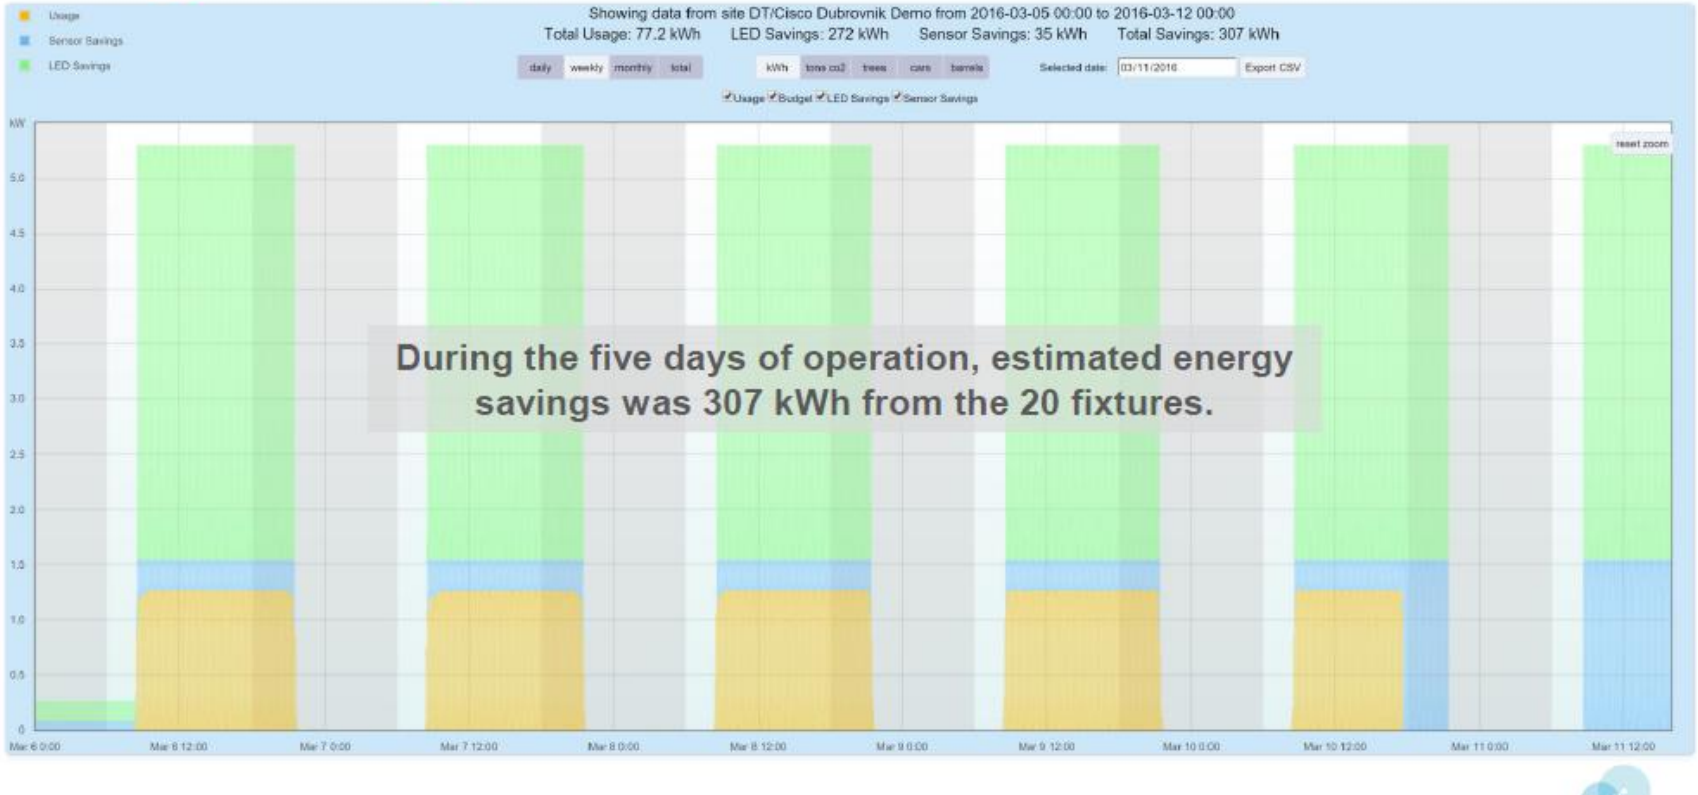 Usage
Sensor Savings
LED Savings
Showing data from site DT/Cisco Dubrovnik Demo from 2016-03-05 00:00 to 2016-03-12 00:00
Total Usage: 77.2 kWh LED Savings: 272 kWh Sensor Savings: 35 kWh Total Savings: 307 kWh
daily weekly monthly total kWh tons co2 trees cars barrels Selected date: 03/11/2016 Export CSV
Usage Budget LED Savings Sensor Savings
kW
reset zoom
5.0
4.5
4.0
3.5
During the five days of operation, estimated energy
savings was 307 kWh from the 20 fixtures.
3.0
2.5
2.0
1.5
1.0
0.5
0
Mar 6 0:00 Mar 6 12:00 Mar 7 0:00 Mar 7 12:00 Mar 8 0:00 Mar 8 12:00 Mar 9 0:00 Mar 9 12:00 Mar 10 0:00 Mar 10 12:00 Mar 11 0:00 Mar 11 12:00